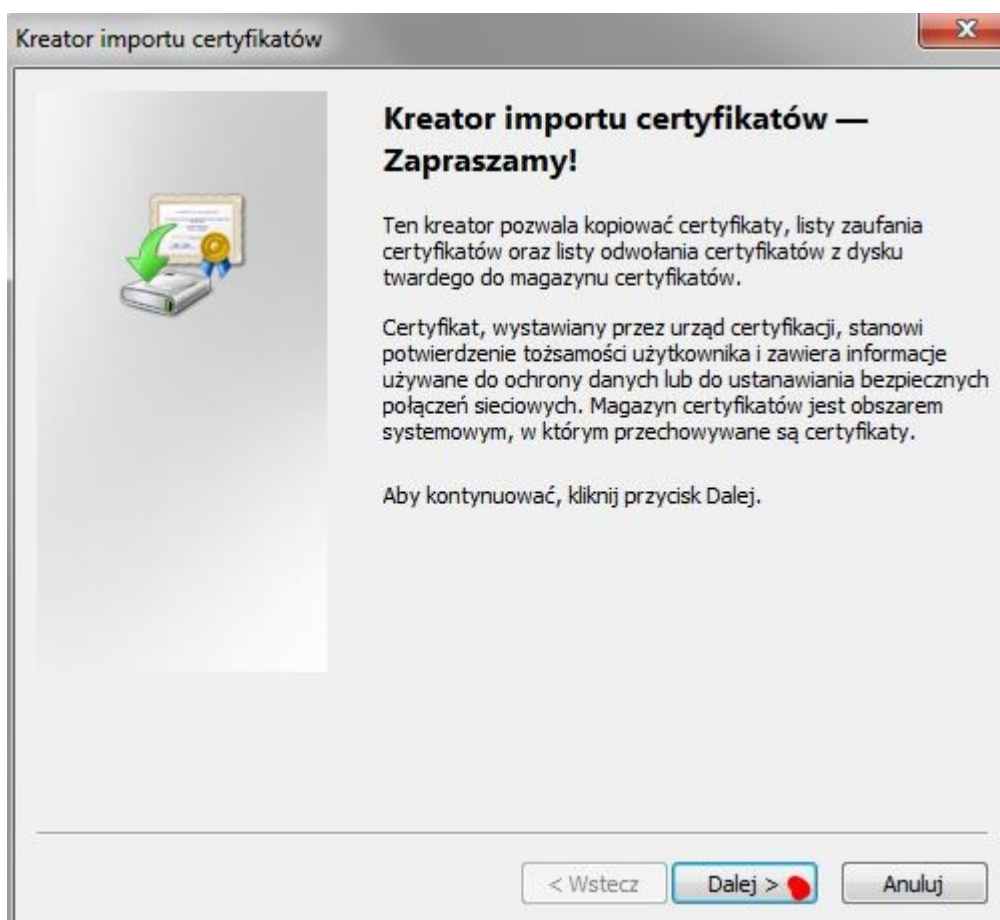 Kreator importu certyfikatów
Kreator importu certyfikatów —
Zapraszamy!
Ten kreator pozwala kopiować certyfikaty, listy zaufania
certyfikatów oraz listy odwołania certyfikatów z dysku
twardego do magazynu certyfikatów.
Certyfikat, wystawiany przez urząd certyfikacji, stanowi
potwierdzenie tożsamości użytkownika i zawiera informacje
używane do ochrony danych lub do ustanawiania bezpiecznych
połączeń sieciowych. Magazyn certyfikatów jest obszarem
systemowym, w którym przechowywane są certyfikaty.
Aby kontynuować, kliknij przycisk Dalej.
< Wstecz Dalej > Anuluj